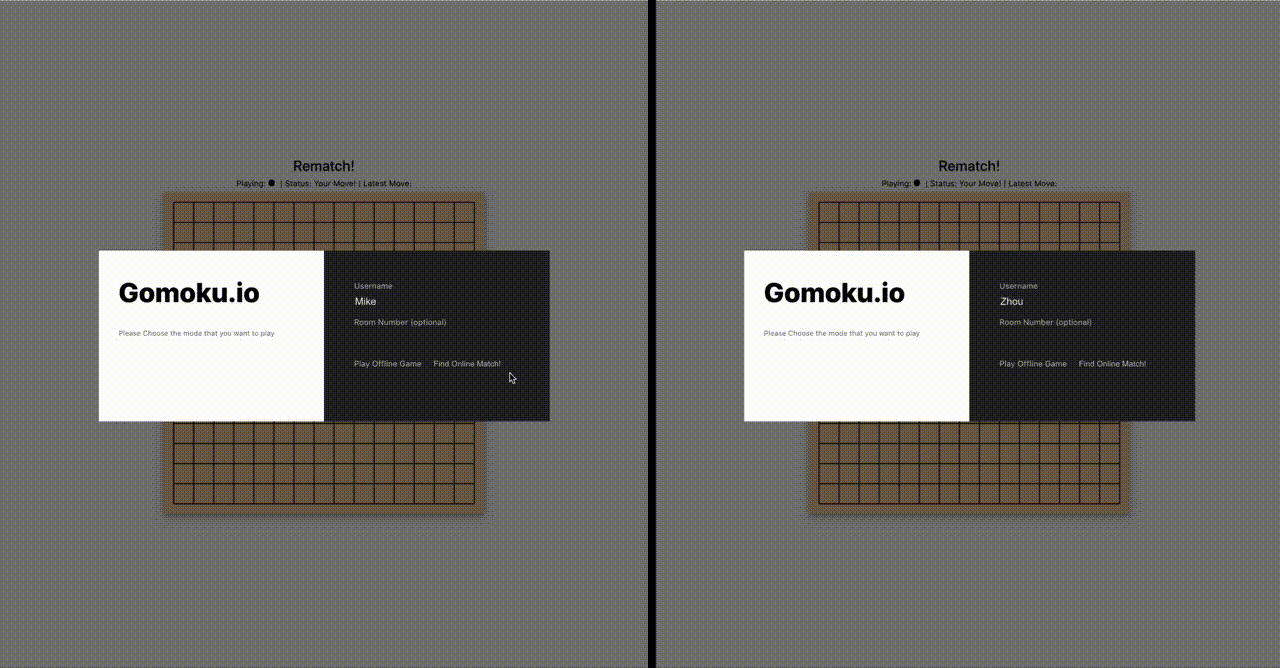 Rematch!
Playing: | Status: Your Move! | Latest Move:
Gomoku.io
Please Choose the mode that you want to play
Username
Mike
Room Number (optional)
Play Offline Game Find Online Match!
Rematch!
Playing: | Status: Your Move! | Latest Move:
Gomoku.io
Please Choose the mode that you want to play
Username
Zhou
Room Number (optional)
Play Offline Game Find Online Match!